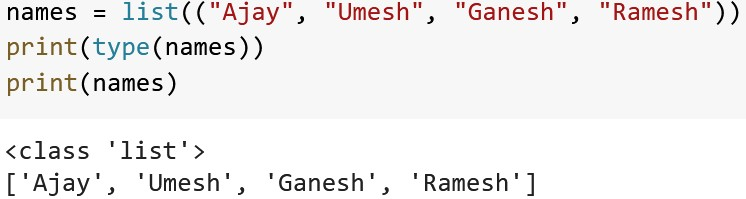 names = list(("Ajay", "Umesh", "Ganesh", "Ramesh"))
print(type(names))
print(names)
<class 'list'>
['Ajay', 'Umesh', 'Ganesh', 'Ramesh']